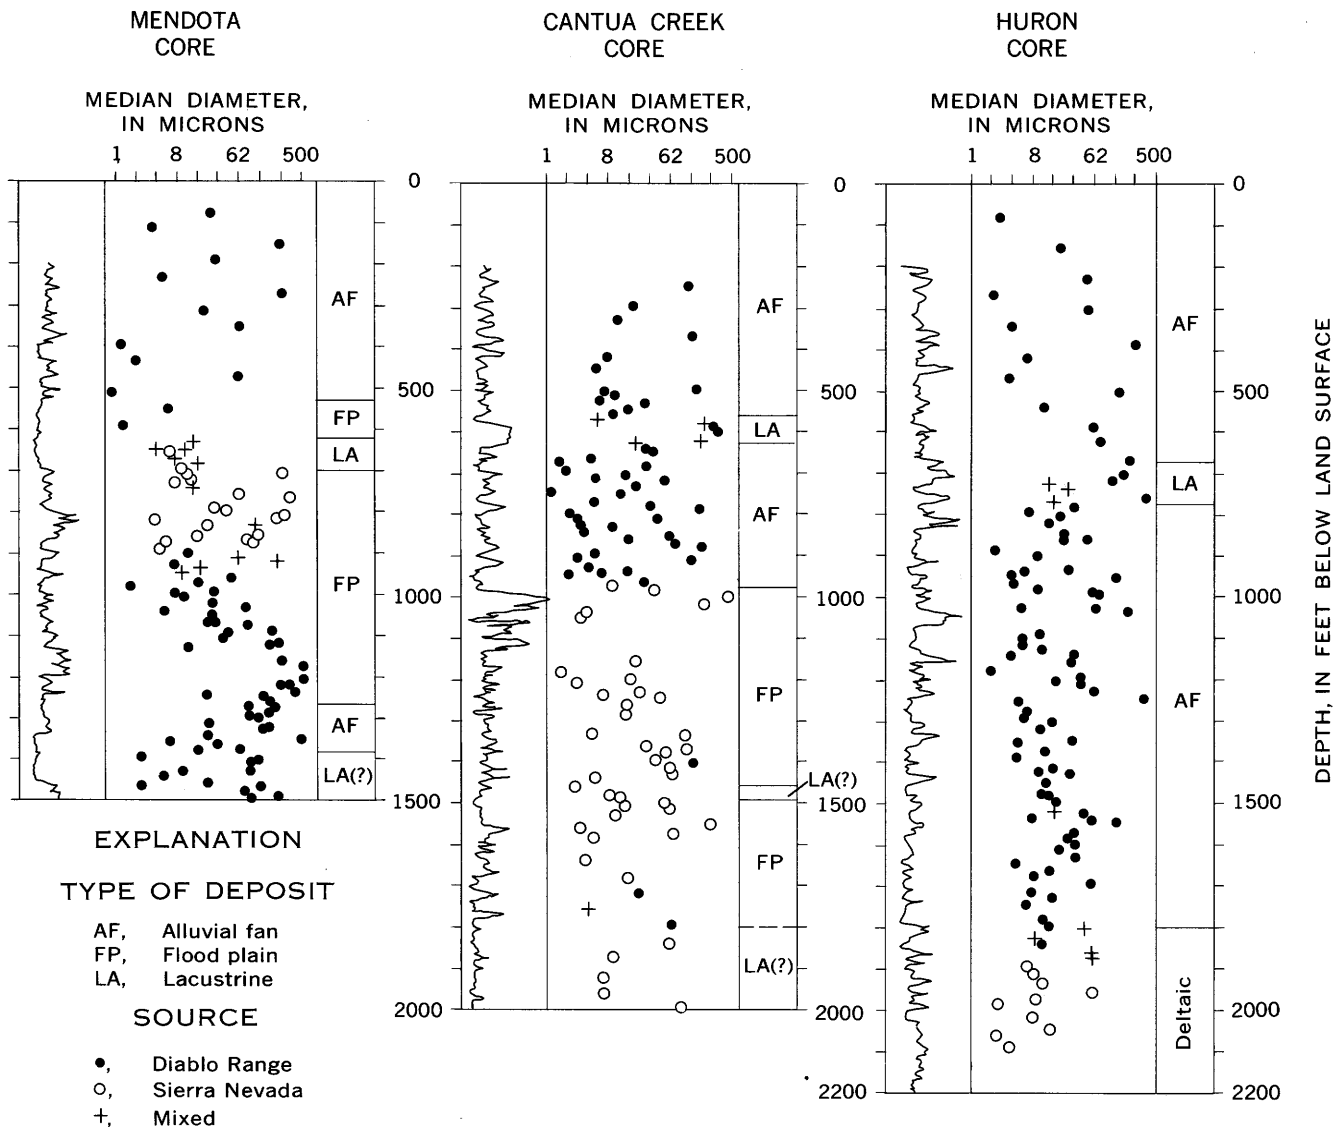 MENDOTA
CORE
CANTUA CREEK
CORE
HURON
CORE
MEDIAN DIAMETER,
IN MICRONS
MEDIAN DIAMETER,
IN MICRONS
MEDIAN DIAMETER,
IN MICRONS
1 8 62 500
1 8 62 500
1 8 62 500
0
0
0
AF
AF
AF
500
500
500
FP
LA
LA
LA
FP
AF
1000
1000
1000
FP
AF
AF
LA(?)
LA(?)
1500
1500
FP
LA(?)
Deltaic
2000
2000
2000
2200
2200
DEPTH, IN FEET BELOW LAND SURFACE
EXPLANATION
TYPE OF DEPOSIT
AF, Alluvial fan
FP, Flood plain
LA, Lacustrine
SOURCE
●, Diablo Range
○, Sierra Nevada
+, Mixed